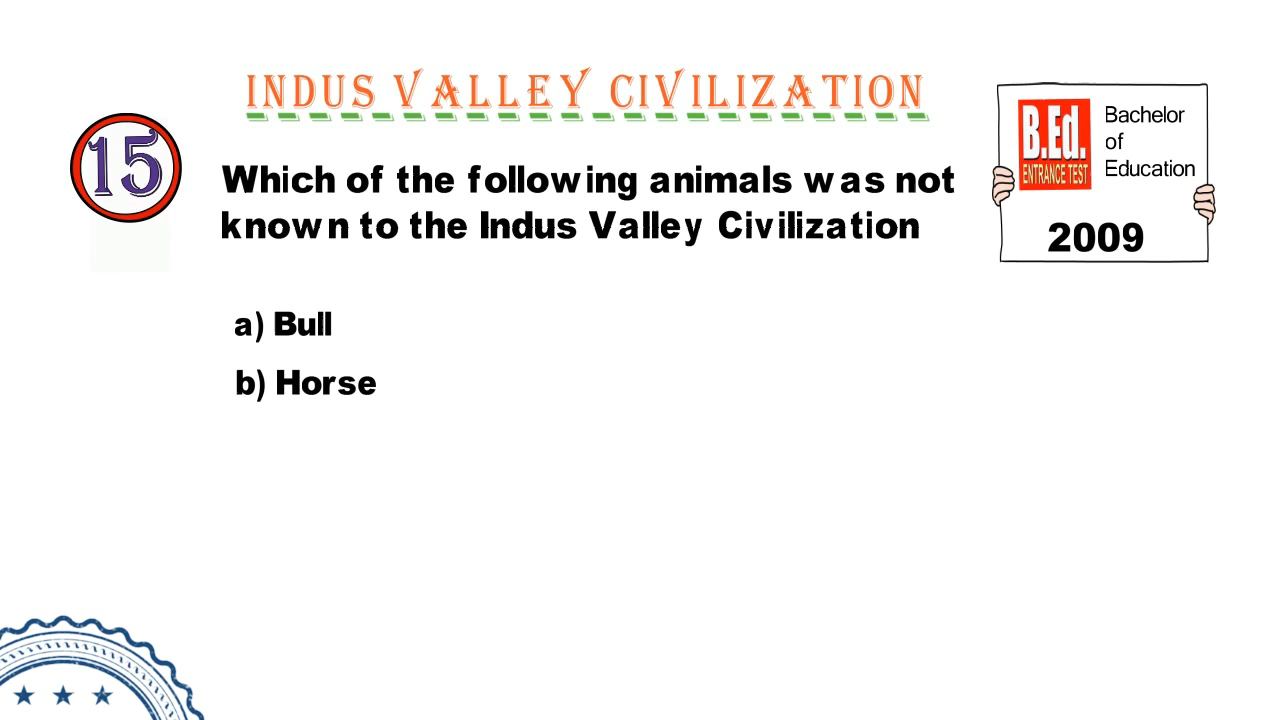 INDUS VALLEY CIVILIZATION
15
Which of the following animals was not
known to the Indus Valley Civilization
B.Ed.
ENTRANCE TEST
Bachelor
of
Education
2009
a) Bull
b) Horse